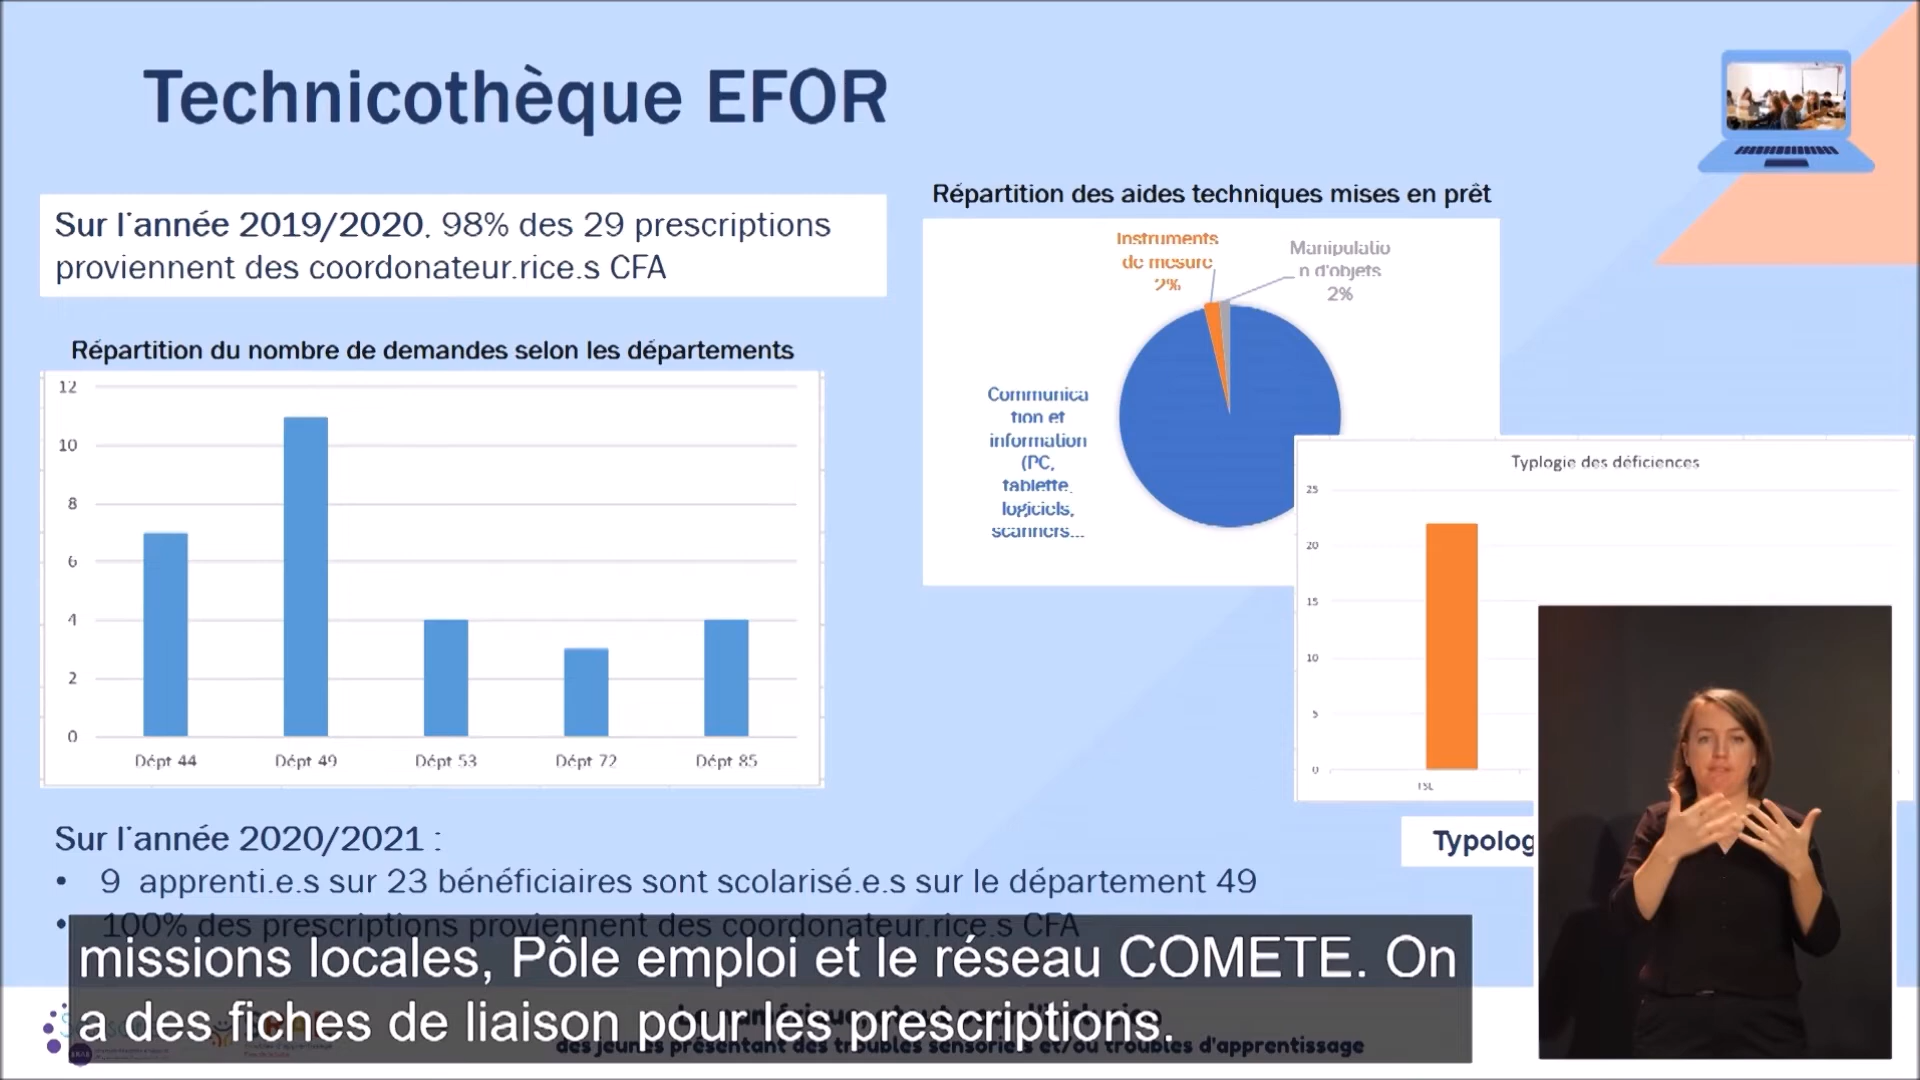 Technicothèque EFOR
Sur l'année 2019/2020, 98% des 29 prescriptions
proviennent des coordonateur.rice.s CFA
Répartition du nombre de demandes selon les départements
12
10
8
6
4
2
0
Dépt 44 Dépt 49 Dépt 53 Dépt 72 Dépt 85
Répartition des aides techniques mises en prêt
Instruments
de mesure
2%
Manipulatio
n d'objets
2%
Communica
tion et
information
(PC,
tablette,
logiciels,
scanners...
Typlogie des déficiences
25
20
15
10
5
0
TSL
Typolog
Sur l'année 2020/2021 :
• 9 apprenti.e.s sur 23 bénéficiaires sont scolarisé.e.s sur le département 49
• 100% des prescriptions proviennent des coordonateur.rice.s CFA
missions locales, Pôle emploi et le réseau COMETE. On
a des fiches de liaison pour les prescriptions.
des jeunes présentant des troubles sensoriels et/ou troubles d'apprentissage